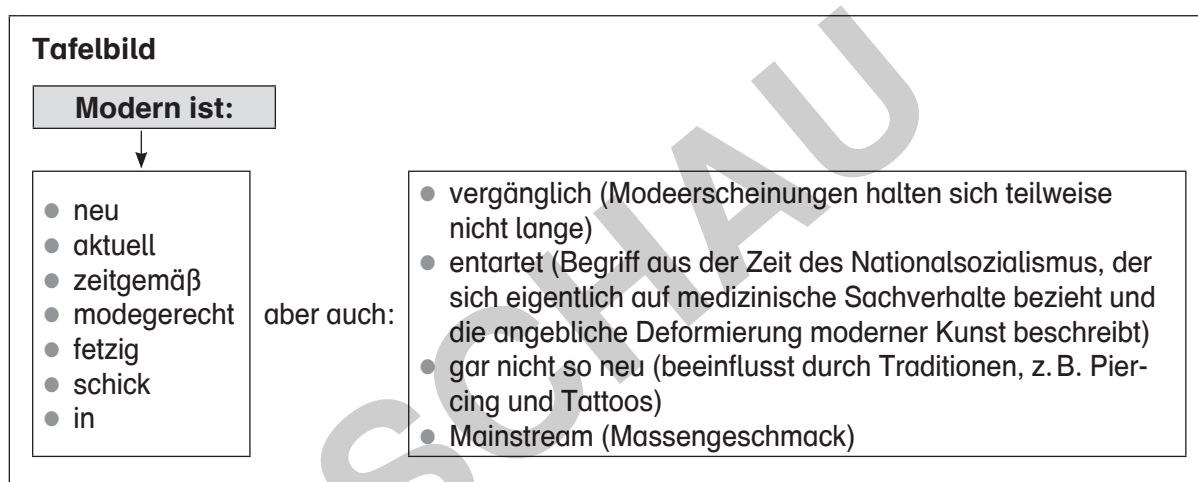 Tafelbild
Modern ist:
● neu
● aktuell
● zeitgemäß
● modegerecht
● fetzig
● schick
● in
aber auch:
● vergänglich (Modeerscheinungen halten sich teilweise
nicht lange)
● entartet (Begriff aus der Zeit des Nationalsozialismus, der
sich eigentlich auf medizinische Sachverhalte bezieht und
die angebliche Deformierung moderner Kunst beschreibt)
● gar nicht so neu (beeinflusst durch Traditionen, z. B. Pier-
cing und Tattoos)
● Mainstream (Massengeschmack)
SCHAU